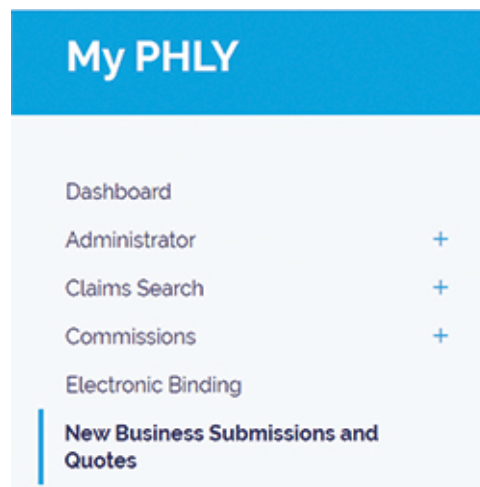 My PHLY
Dashboard
Administrator +
Claims Search +
Commissions +
Electronic Binding
New Business Submissions and
Quotes